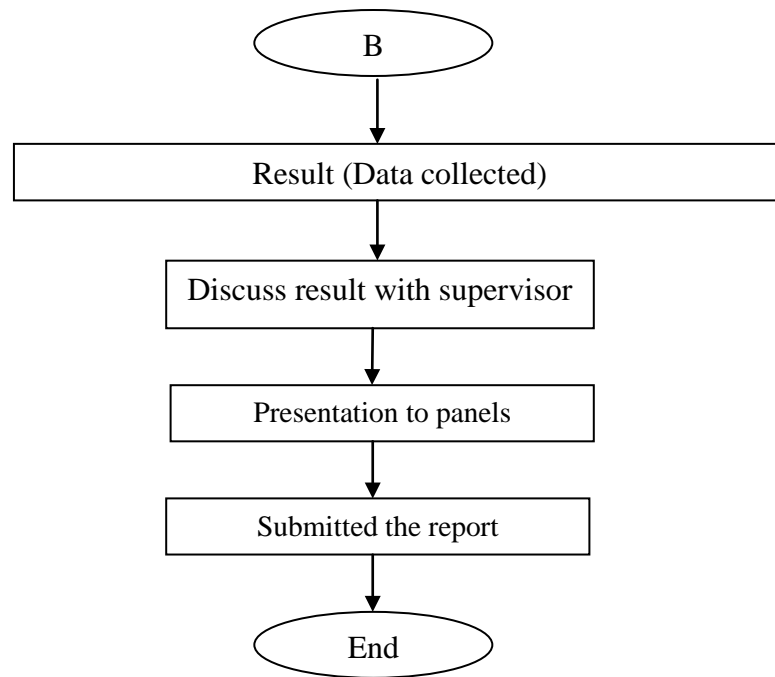 B
Result (Data collected)
Discuss result with supervisor
Presentation to panels
Submitted the report
End